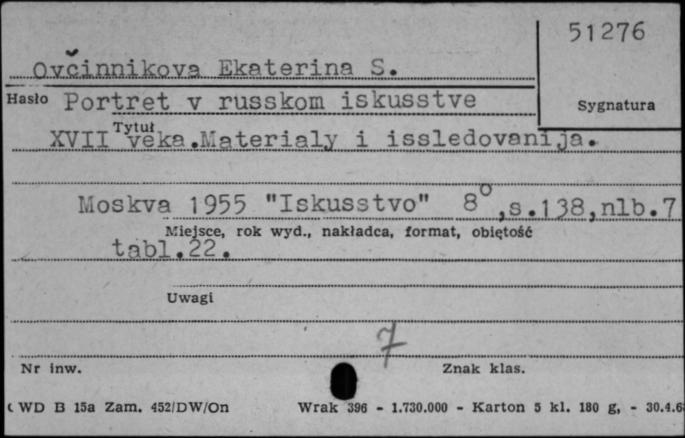 51276
Ovčinnikova Ekaterina S.
Hasło Portret v russkom iskusstve
Sygnatura
Tytuł
XVII veka.Materialy i issledovanija.
Moskva 1955 "Iskusstvo" 8°,s.138,nlb.7
Miejsce, rok wyd., nakładca, format, objętość
tabl.22.
Uwagi
7
Nr inw.
Znak klas.
WD B 15a Zam. 452/DW/On Wrak 396 - 1.730.000 - Karton 5 kl. 180 g, - 30.4.6